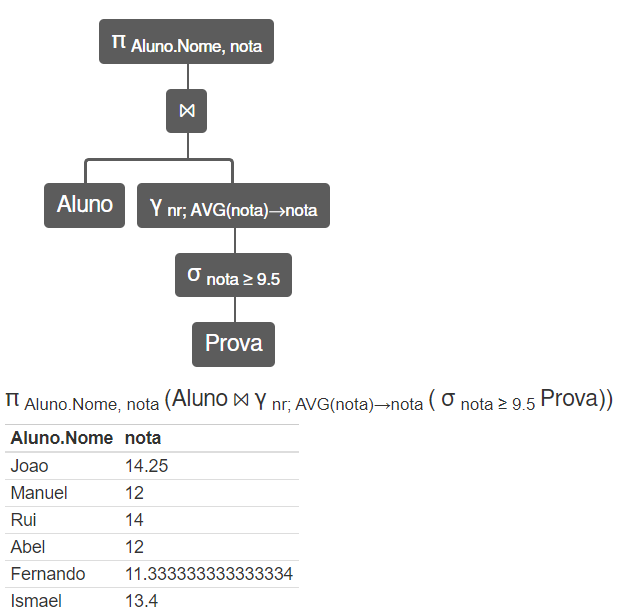 π Aluno.Nome, nota
⋈
Aluno
γ nr; AVG(nota)→nota
σ nota ≥ 9.5
Prova
π Aluno.Nome, nota (Aluno ⋈ γ nr; AVG(nota)→nota ( σ nota ≥ 9.5 Prova))
Aluno.Nome nota
Joao 14.25
Manuel 12
Rui 14
Abel 12
Fernando 11.333333333333334
Ismael 13.4